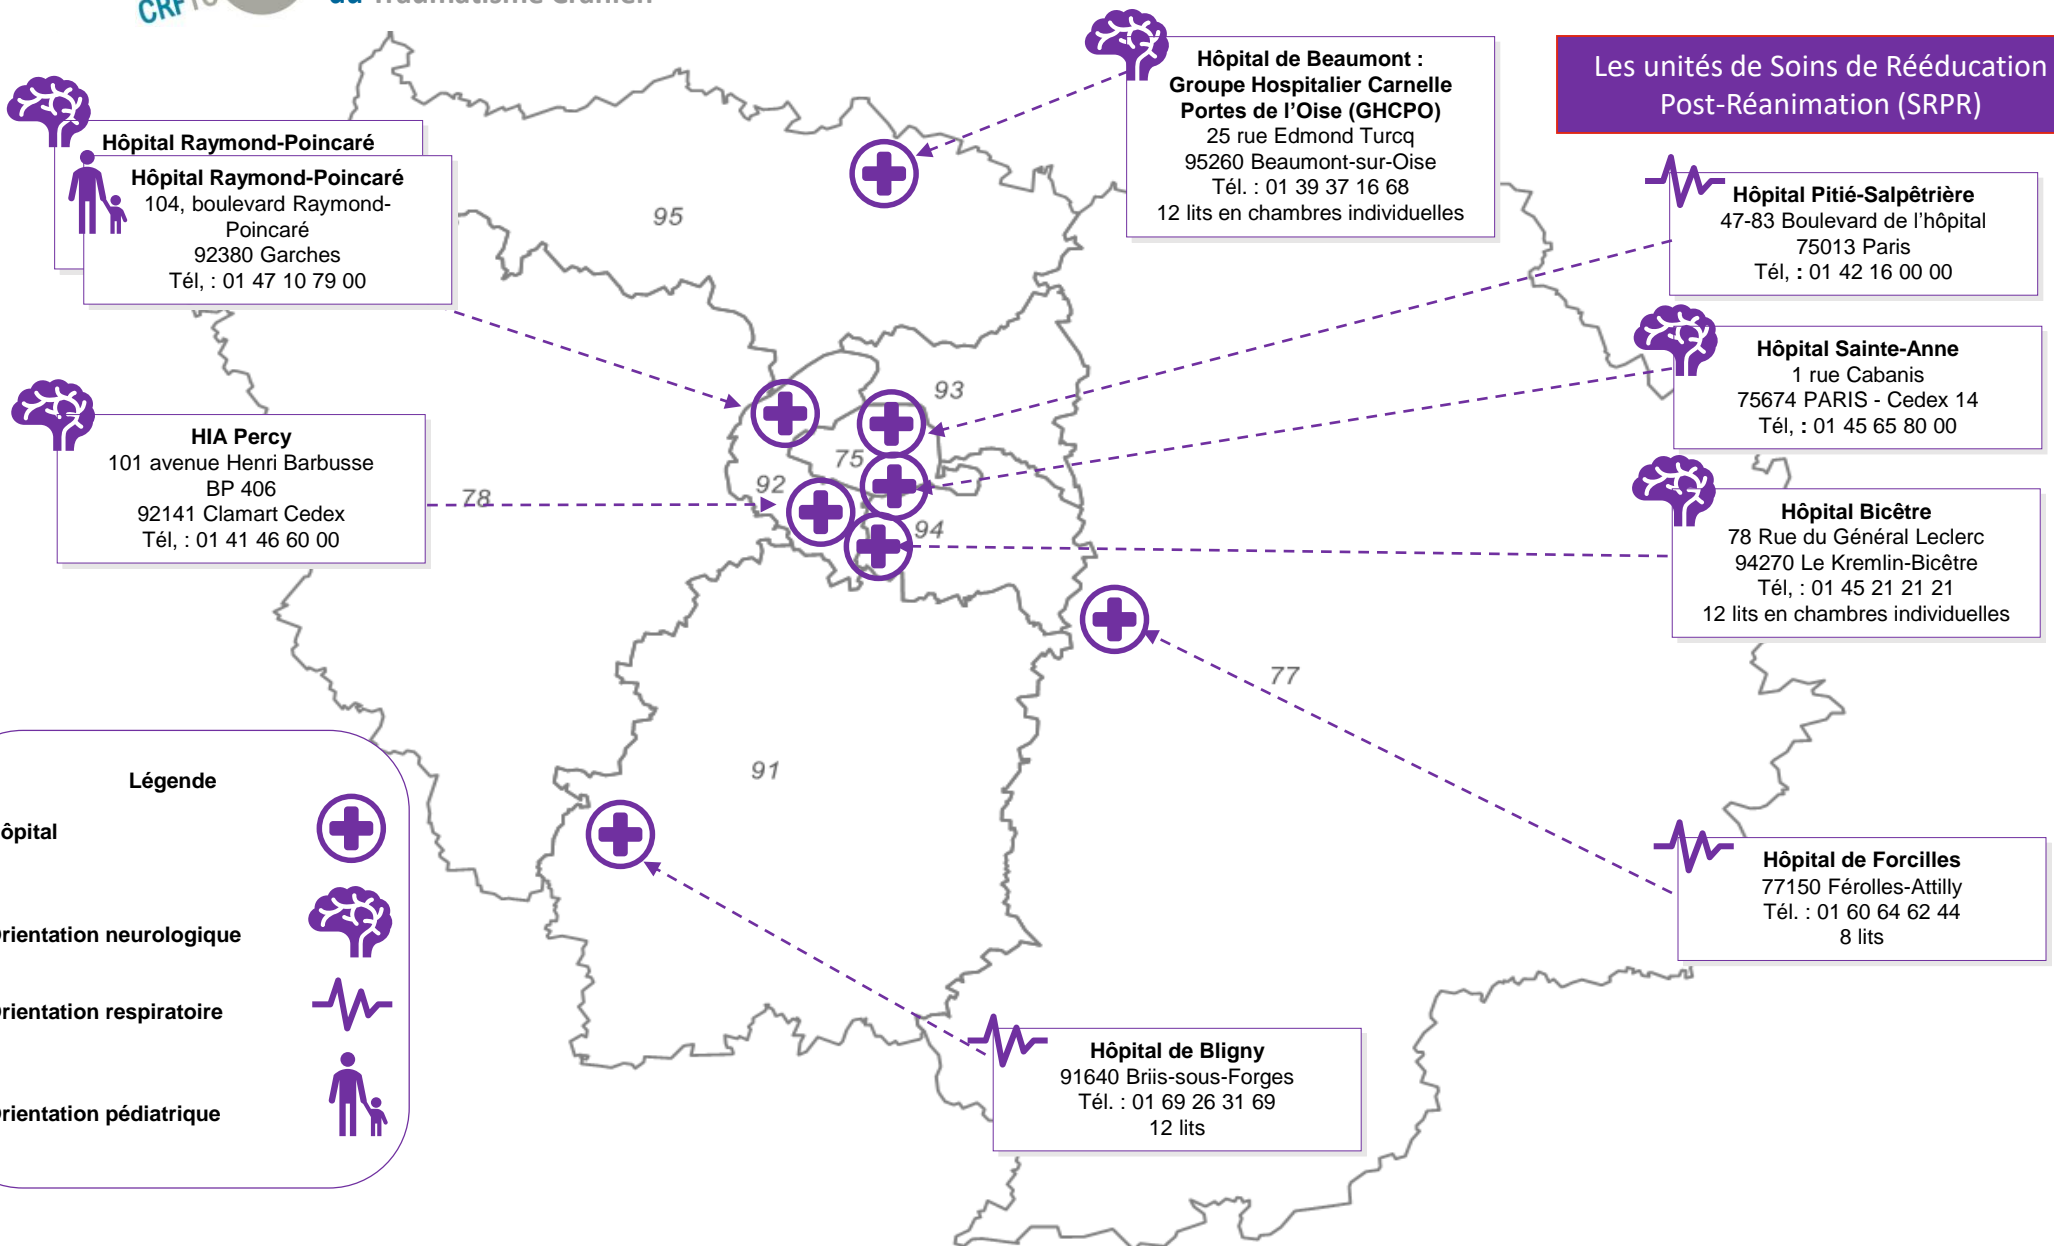 CRFTC
du Traumatisme Crânien
Les unités de Soins de Rééducation
Post-Réanimation (SRPR)
Hôpital de Beaumont :
Groupe Hospitalier Carnelle
Portes de l'Oise (GHCPO)
25 rue Edmond Turcq
95260 Beaumont-sur-Oise
Tél. : 01 39 37 16 68
12 lits en chambres individuelles
Hôpital Raymond-Poincaré
Hôpital Raymond-Poincaré
104, boulevard Raymond-
Poincaré
92380 Garches
Tél, : 01 47 10 79 00
Hôpital Pitié-Salpêtrière
47-83 Boulevard de l'hôpital
75013 Paris
Tél, : 01 42 16 00 00
Hôpital Sainte-Anne
1 rue Cabanis
75674 PARIS - Cedex 14
Tél, : 01 45 65 80 00
HIA Percy
101 avenue Henri Barbusse
BP 406
92141 Clamart Cedex
Tél, : 01 41 46 60 00
Hôpital Bicêtre
78 Rue du Général Leclerc
94270 Le Kremlin-Bicêtre
Tél, : 01 45 21 21 21
12 lits en chambres individuelles
95
93
75
92
78
94
77
91
Légende
ôpital
Orientation neurologique
Orientation respiratoire
Orientation pédiatrique
Hôpital de Forcilles
77150 Férolles-Attilly
Tél. : 01 60 64 62 44
8 lits
Hôpital de Bligny
91640 Briis-sous-Forges
Tél. : 01 69 26 31 69
12 lits